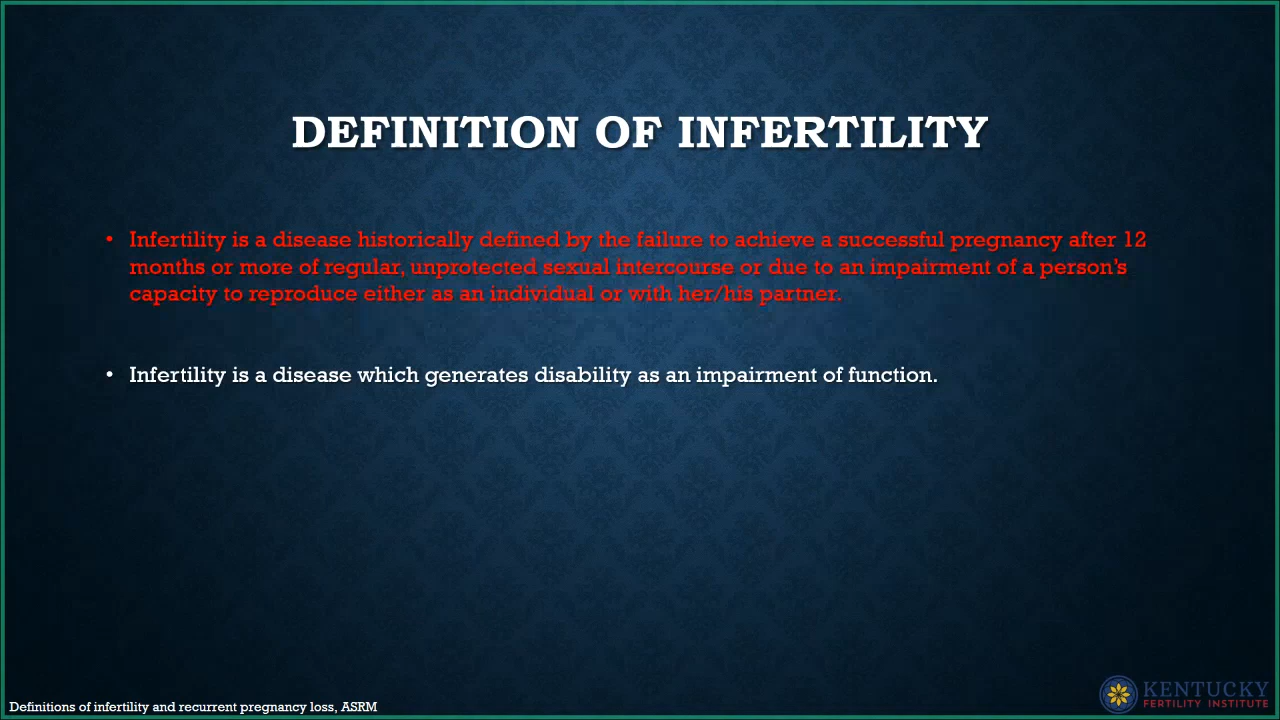 DEFINITION OF INFERTILITY
• Infertility is a disease historically defined by the failure to achieve a successful pregnancy after 12
months or more of regular, unprotected sexual intercourse or due to an impairment of a person’s
capacity to reproduce either as an individual or with her/his partner.
• Infertility is a disease which generates disability as an impairment of function.
Definitions of infertility and recurrent pregnancy loss, ASRM
KENTUCKY
FERTILITY INSTITUTE